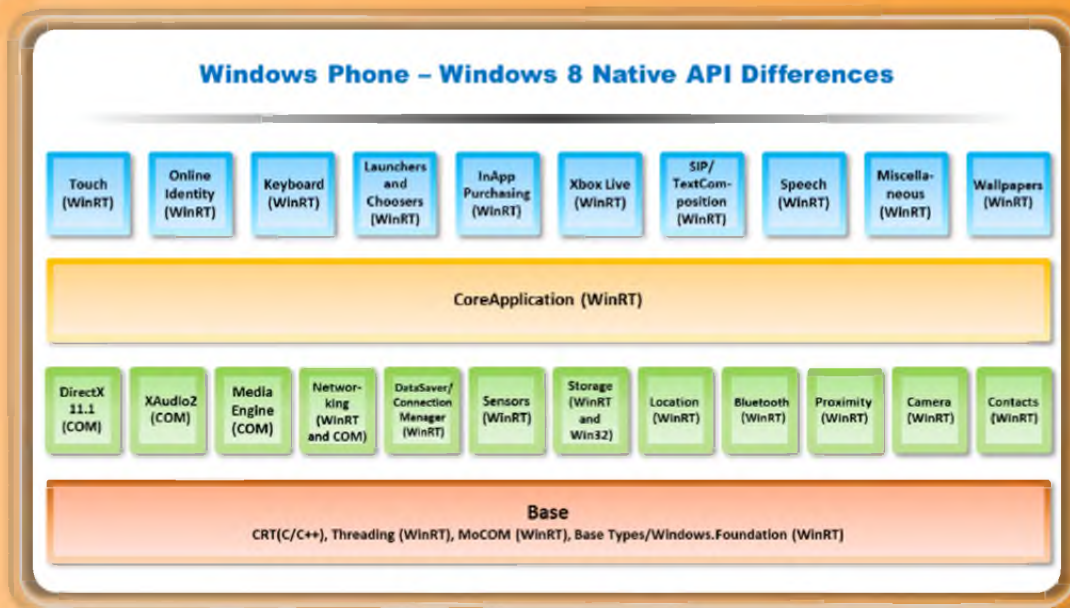 Windows Phone – Windows 8 Native API Differences
Touch
(WinRT)
Online
Identity
(WinRT)
Keyboard
(WinRT)
Launchers
and
Choosers
(WinRT)
InApp
Purchasing
(WinRT)
Xbox Live
(WinRT)
SIP/
TextCom-
position
(WinRT)
Speech
(WinRT)
Miscella-
neous
(WinRT)
Wallpapers
(WinRT)
CoreApplication (WinRT)
DirectX
11.1
(COM)
XAudio2
(COM)
Media
Engine
(COM)
Networ-
king
(WinRT
and COM)
DataSaver/
Connection
Manager
(WinRT)
Sensors
(WinRT)
Storage
(WinRT
and
Win32)
Location
(WinRT)
Bluetooth
(WinRT)
Proximity
(WinRT)
Camera
(WinRT)
Contacts
(WinRT)
Base
CRT(C/C++), Threading (WinRT), MoCOM (WinRT), Base Types/Windows.Foundation (WinRT)